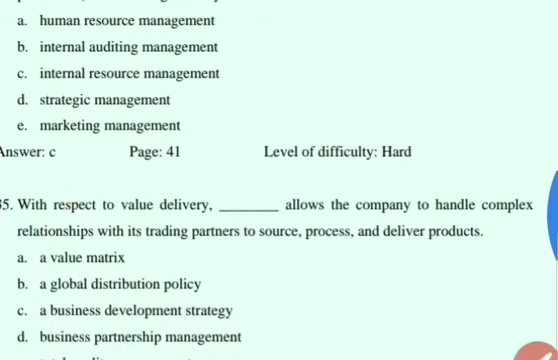 a. human resource management
b. internal auditing management
c. internal resource management
d. strategic management
e. marketing management
Answer: c Page: 41 Level of difficulty: Hard
35. With respect to value delivery, ________ allows the company to handle complex
relationships with its trading partners to source, process, and deliver products.
a. a value matrix
b. a global distribution policy
c. a business development strategy
d. business partnership management